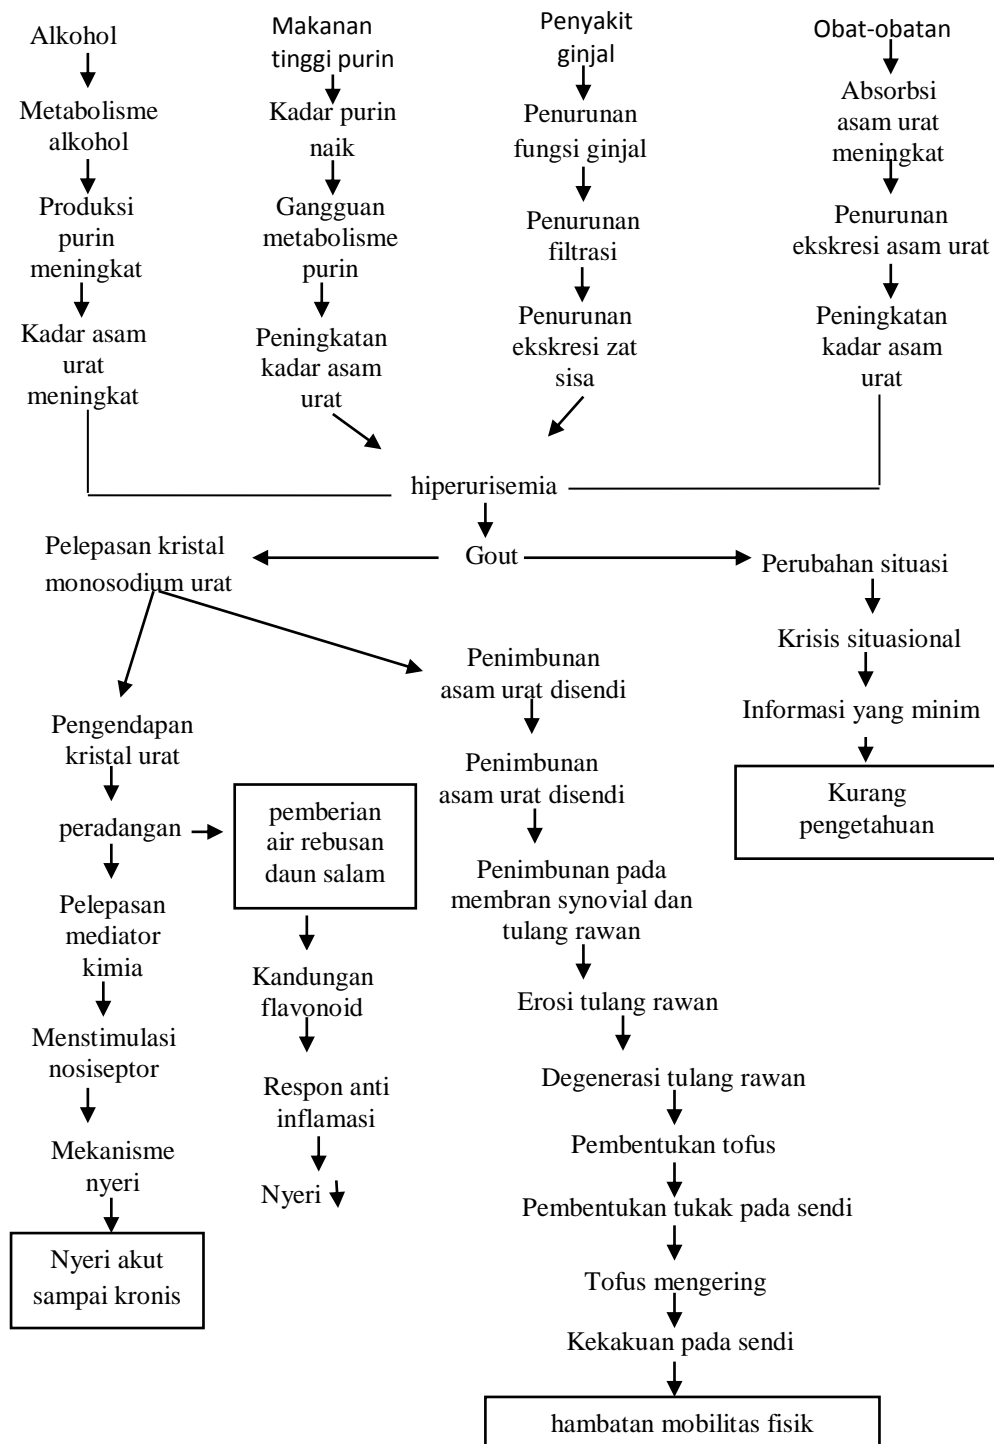 Alkohol
Metabolisme
alkohol
Produksi
purin
meningkat
Kadar asam
urat
meningkat
Makanan
tinggi purin
Kadar purin
naik
Gangguan
metabolisme
purin
Peningkatan
kadar asam
urat
Penyakit
ginjal
Penurunan
fungsi ginjal
Penurunan
filtrasi
Penurunan
ekskresi zat
sisa
Obat-obatan
Absorbsi
asam urat
meningkat
Penurunan
ekskresi asam urat
Peningkatan
kadar asam
urat
hiperurisemia
Gout
Pelepasan kristal
monosodium urat
Pengendapan
kristal urat
peradangan
Pelepasan
mediator
kimia
Menstimulasi
nosiseptor
Mekanisme
nyeri
Nyeri akut
sampai kronis
pemberian
air rebusan
daun salam
Kandungan
flavonoid
Respon anti
inflamasi
Nyeri
Penimbunan
asam urat disendi
Penimbunan
asam urat disendi
Penimbunan pada
membran synovial dan
tulang rawan
Erosi tulang rawan
Degenerasi tulang rawan
Pembentukan tofus
Pembentukan tukak pada sendi
Tofus mengering
Kekakuan pada sendi
hambatan mobilitas fisik
Perubahan situasi
Krisis situasional
Informasi yang minim
Kurang
pengetahuan